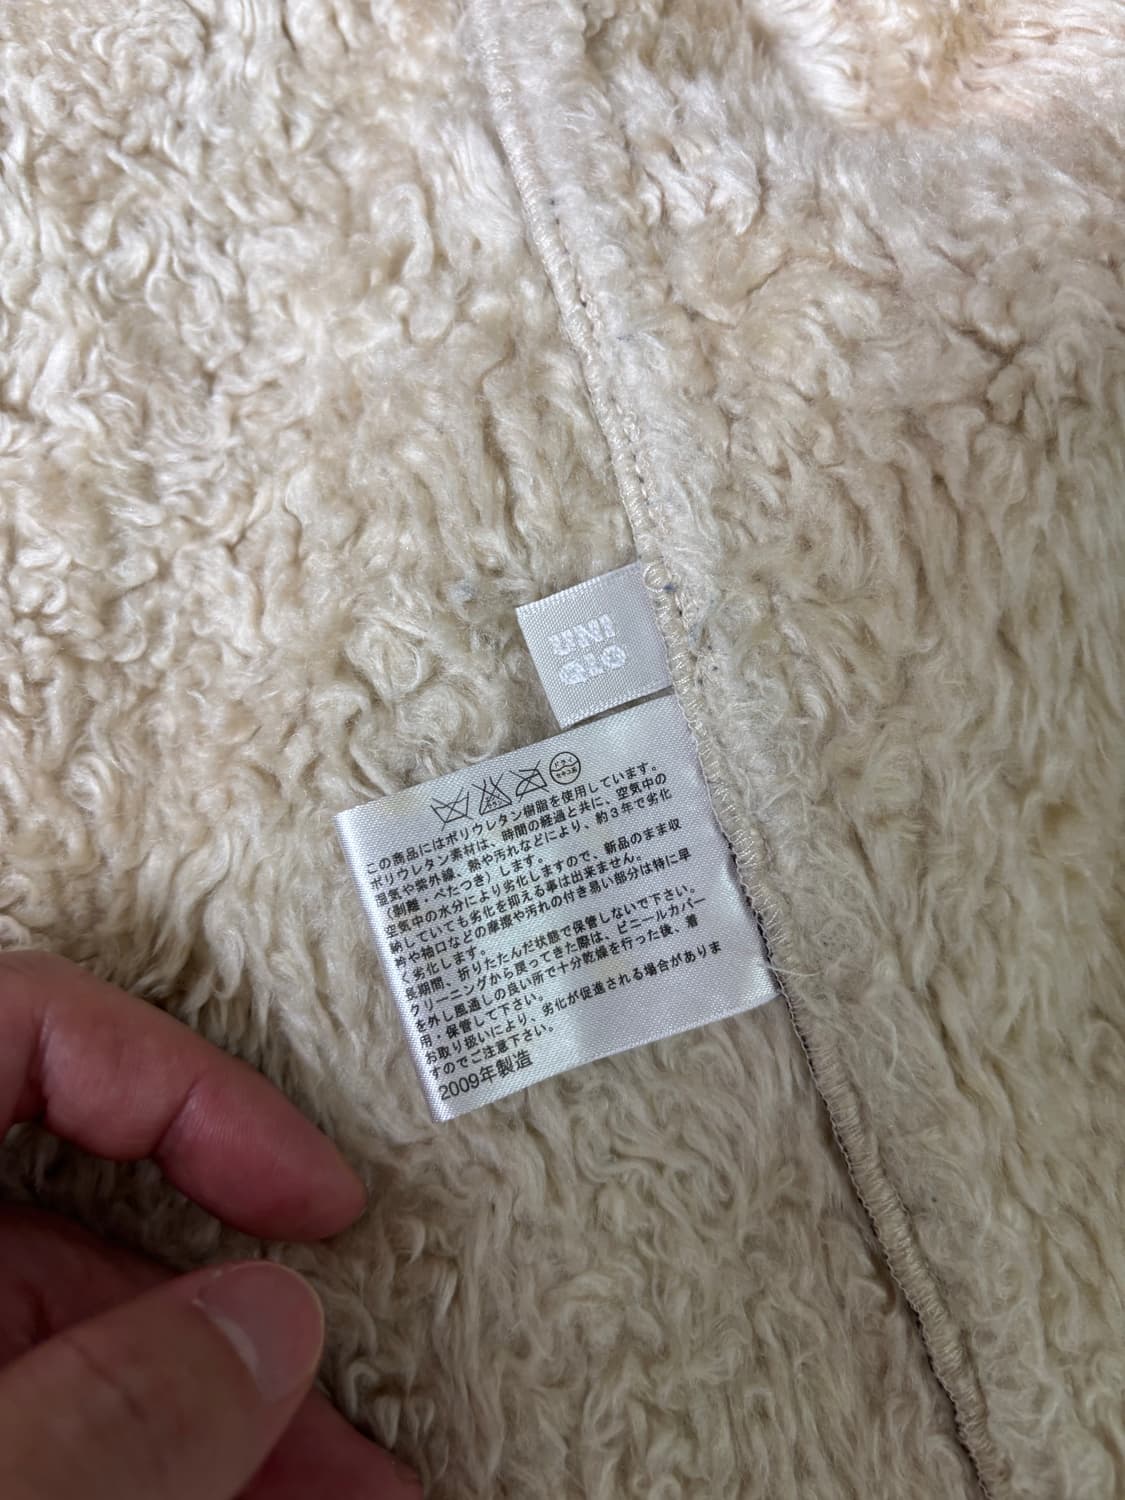 UNI
QLO
ドライ
セキユ系
この商品にはポリウレタン樹脂を使用しています。
ポリウレタン素材は、時間の経過と共に、空気中の
湿気や紫外線、熱や汚れなどにより、約3年で劣化
(剥離・べたつき)します。
空気中の水分により劣化しますので、新品のまま収
納していても劣化を抑える事は出来ません。
衿や袖口などの摩擦や汚れの付き易い部分は特に早
く劣化します。
長期間、折りたたんだ状態で保管しないで下さい。
クリーニングから戻ってきた際は、ビニールカバー
を外し風通しの良い所で十分乾燥を行った後、着
用・保管して下さい。
お取り扱いにより、劣化が促進される場合がありま
すのでご注意下さい。
2009年製造